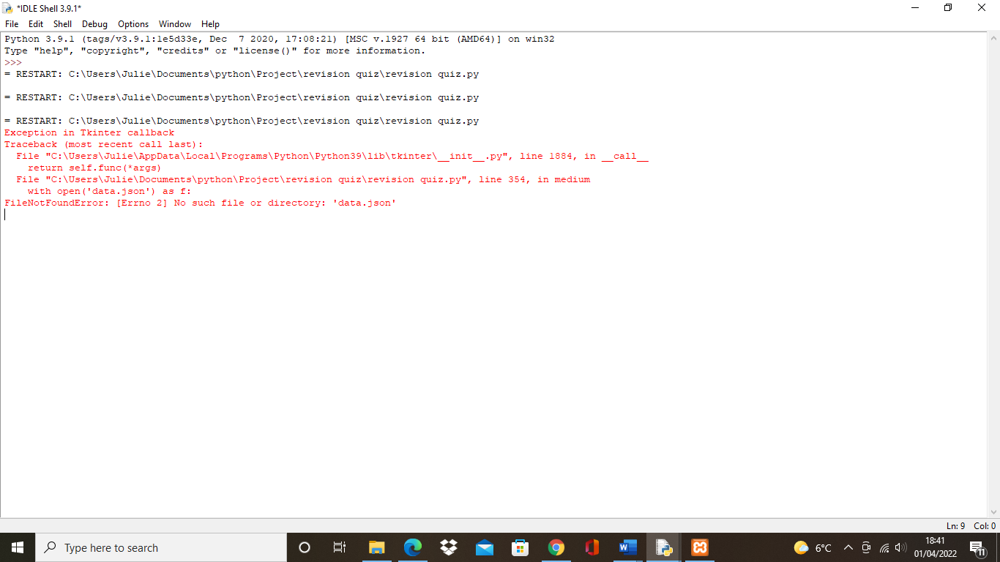 *IDLE Shell 3.9.1*
File Edit Shell Debug Options Window Help
Python 3.9.1 (tags/v3.9.1:1e5d33e, Dec  7 2020, 17:08:21) [MSC v.1927 64 bit (AMD64)] on win32
Type "help", "copyright", "credits" or "license()" for more information.
>>>
= RESTART: C:\Users\Julie\Documents\python\Project\revision quiz\revision quiz.py
= RESTART: C:\Users\Julie\Documents\python\Project\revision quiz\revision quiz.py
= RESTART: C:\Users\Julie\Documents\python\Project\revision quiz\revision quiz.py
Exception in Tkinter callback
Traceback (most recent call last):
  File "C:\Users\Julie\AppData\Local\Programs\Python\Python39\lib\tkinter\__init__.py", line 1884, in __call__
    return self.func(*args)
  File "C:\Users\Julie\Documents\python\Project\revision quiz\revision quiz.py", line 354, in medium
    with open('data.json') as f:
FileNotFoundError: [Errno 2] No such file or directory: 'data.json'
Ln: 9 Col: 0
Type here to search
W
6°C
18:41
01/04/2022
11